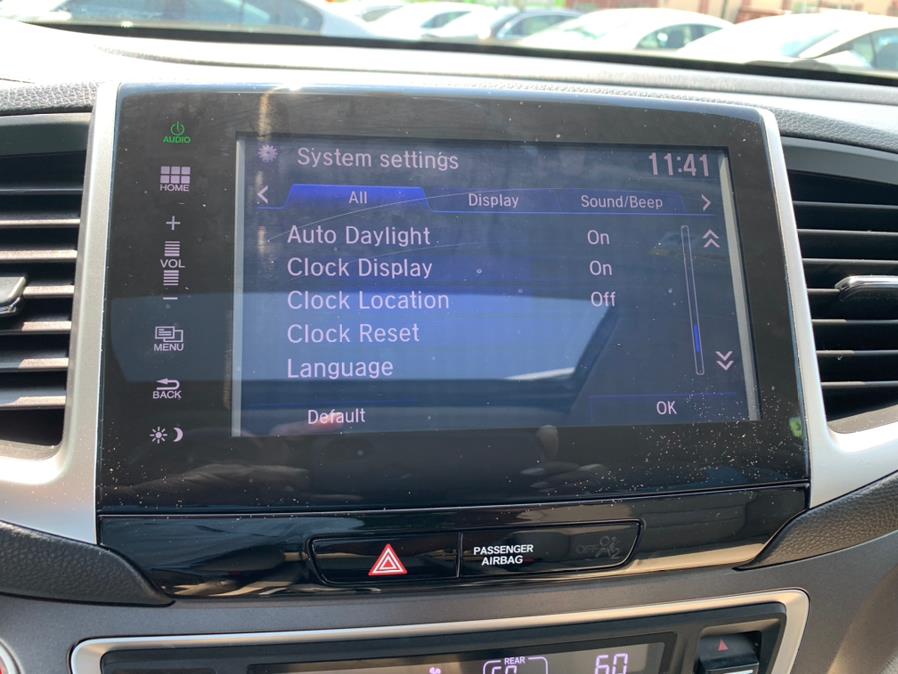 AUDIO
HOME
+
VOL
−
MENU
BACK
System settings 11:41
< All Display Sound/Beep >
Auto Daylight On
Clock Display On
Clock Location Off
Clock Reset
Language
Default OK
PASSENGER
AIRBAG
OFF
REAR
60